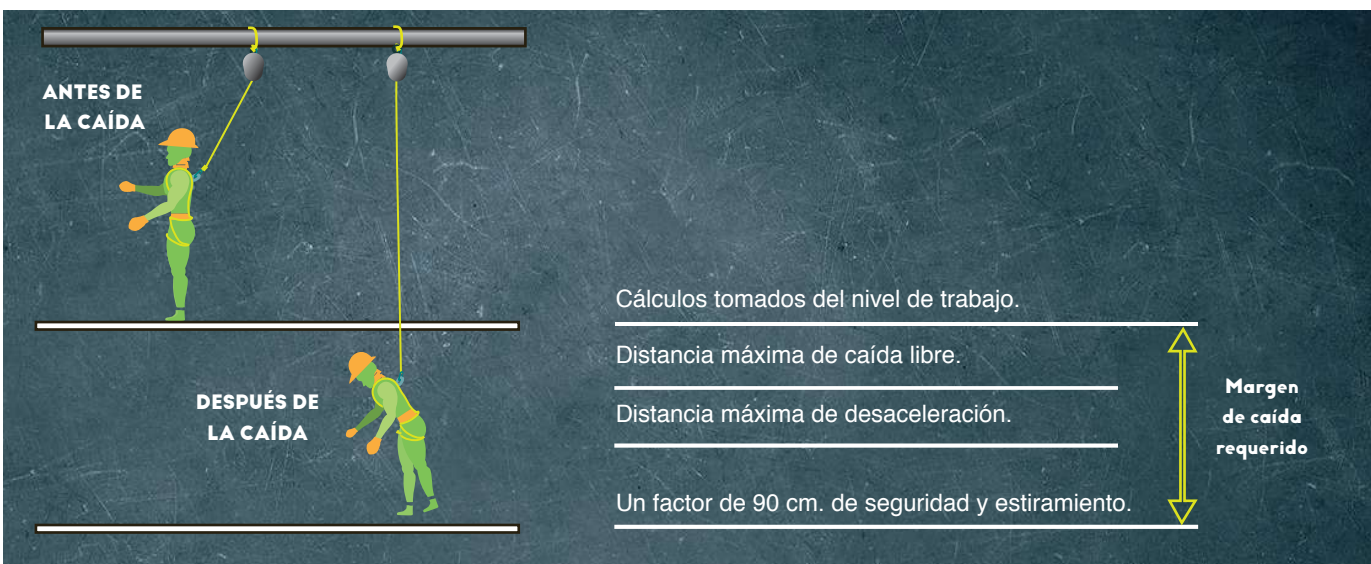 ANTES DE
LA CAÍDA
Cálculos tomados del nivel de trabajo.
Distancia máxima de caída libre.
Distancia máxima de desaceleración.
Un factor de 90 cm. de seguridad y estiramiento.
Margen
de caída
requerido
DESPUÉS DE
LA CAÍDA